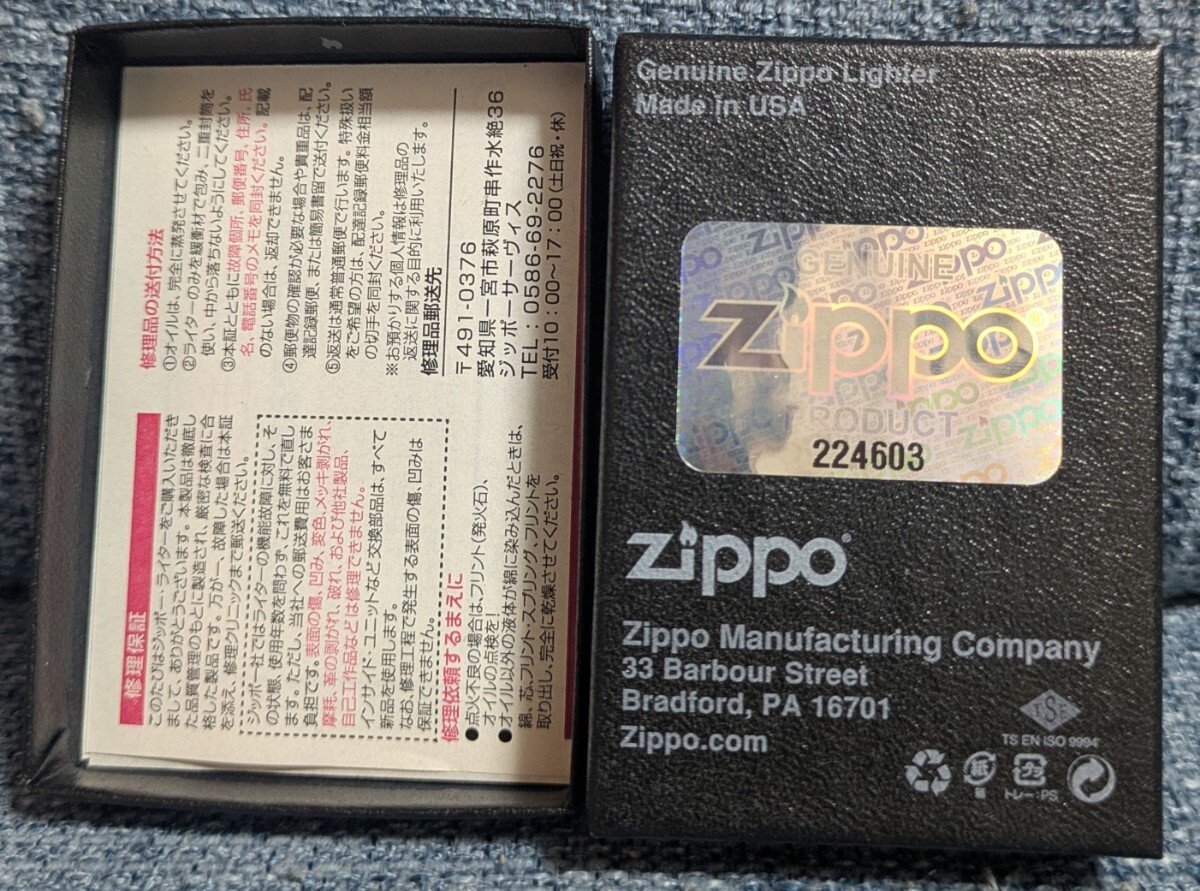 修理保証
このたびはジッポー・ライターをご購入いただき
まして、ありがとうございます。本製品は徹底し
た品質管理のもとに製造され、厳密な検査に合
格した製品です。万が一、故障した場合は本証
を添え、修理クリニックまで郵送ください。
ジッポー社ではライターの機能故障に対し、そ
の状態、使用年数を問わず、これを無料で直し
ます。ただし、当社への郵送費用はお客さま
負担です。表面の傷、凹み、変色、メッキ剥がれ、
摩耗、革の剥がれ、破れ、および他社製品、
自己工作品などは修理できません。
インサイド・ユニットなど交換部品は、すべて
新品を使用します。
なお、修理工程で発生する表面の傷、凹みは
保証できません。
修理依頼するまえに
●点火不良の場合は、フリント(発火石)、
オイルの点検を!
●オイル以外の液体が綿に染み込んだときは、
綿、芯、フリント・スプリング、フリントを
取り出し、完全に乾燥させてください。
修理品の送付方法
①オイルは、完全に蒸発させてください。
②ライターのみを緩衝材で包み、二重封筒を
使い、中から落ちないようにしてください。
③本証とともに故障個所、郵便番号、住所、氏
名、電話番号のメモを同封ください。記載
のない場合は、返却できません。
④郵便物の確認が必要な場合や貴重品は、配
達記録郵便、または簡易書留で送付ください。
⑤返送は通常普通郵便で行います。特殊扱い
をご希望の方は、配達記録郵便料金相当額
の切手を同封ください。
※お預かりする個人情報は修理品の
返送に関する目的に利用いたします。
修理品郵送先
〒491-0376
愛知県一宮市萩原町串作水絶36
ジッポーサーヴィス
TEL:0586-69-2276
受付10:00〜17:00(土日祝・休)
Genuine Zippo Lighter
Made in USA
GENUINE
Zippo
PRODUCT
224603
Zippo
Zippo Manufacturing Company
33 Barbour Street
Bradford, PA 16701
Zippo.com
TSE
TS EN ISO 9994
紙 プラ
箱 トレー:PS